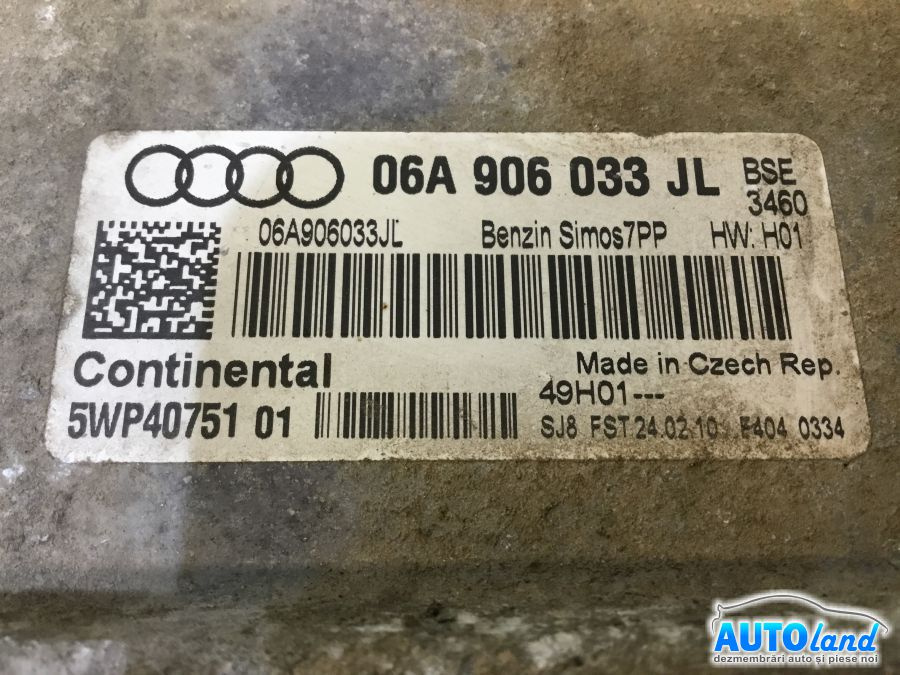 06A 906 033 JL BSE
3460
06A906033JL Benzin Simos7PP HW: H01
Continental Made in Czech Rep.
49H01---
5WP40751 01 SJ8 FST 24.02.10 F404 0334
AUTOland
dezmembrări auto și piese noi